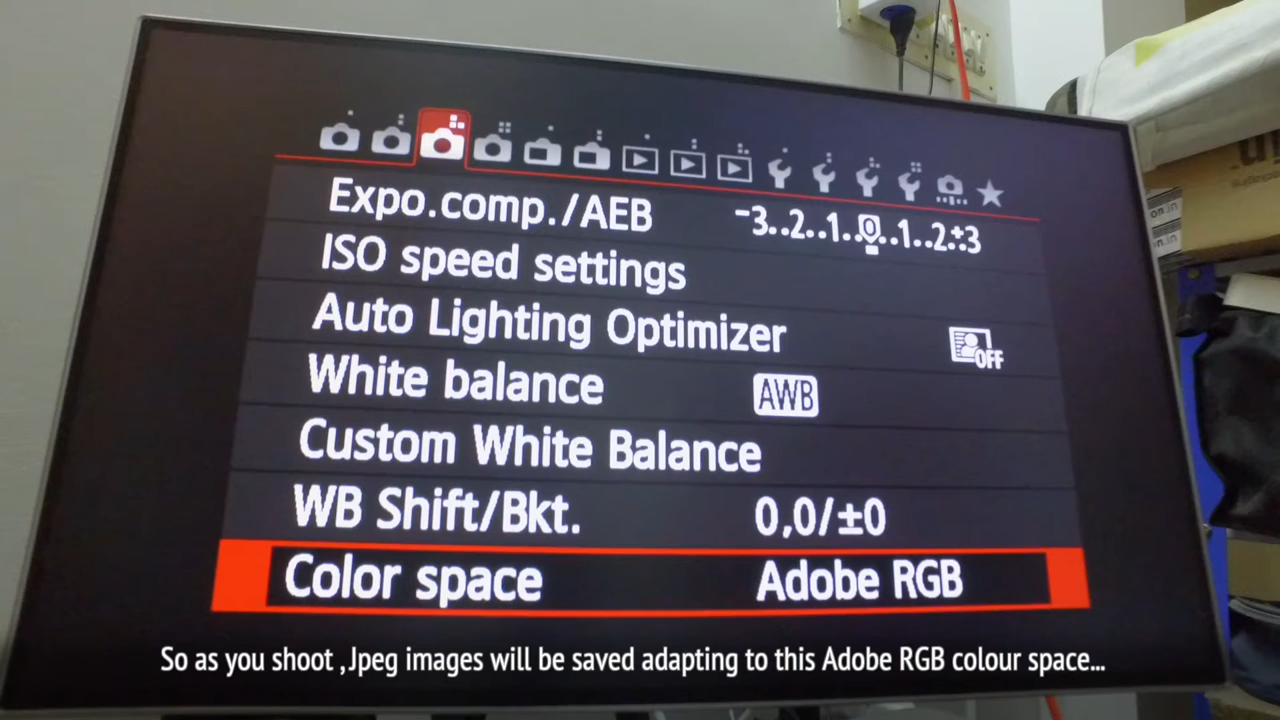 Expo.comp./AEB -3..2..1..0..1..2.:+3
ISO speed settings
Auto Lighting Optimizer OFF
White balance AWB
Custom White Balance
WB Shift/Bkt. 0,0/±0
Color space Adobe RGB
So as you shoot ,Jpeg images will be saved adapting to this Adobe RGB colour space...